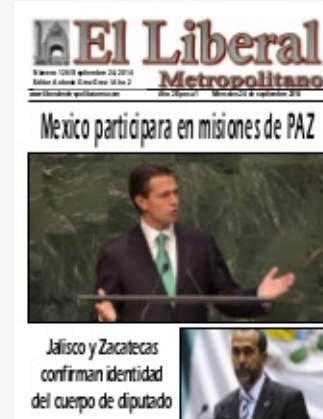 El Liberal
Metropolitano
Mexico participara en misiones de PAZ
Jalisco y Zacatecas
confirman identidad
del cuerpo de diputado